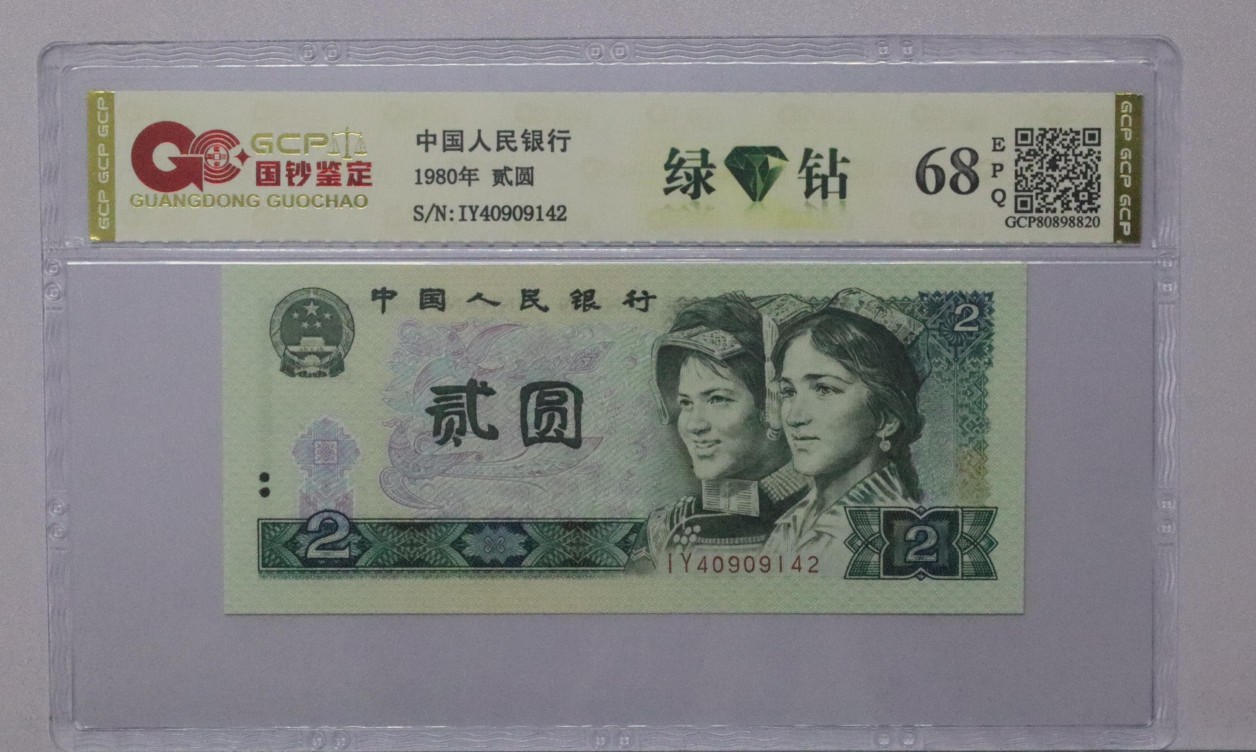 GCP GCP GCP
GC GCP
国钞鉴定
GUANGDONG GUOCHAO
中国人民银行
1980年 贰圆
S/N:IY40909142
绿 钻
68
EPQ
GCP80898820
GCP GCP GCP
中国人民银行
2
贰圆
2
IY40909142
2